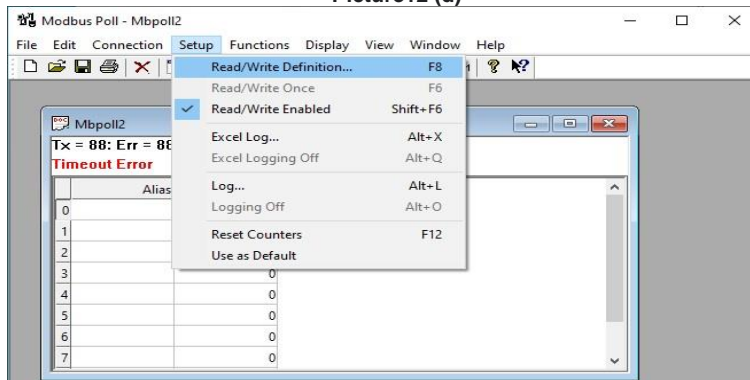 Modbus Poll - Mbpoll2
File Edit Connection Setup Functions Display View Window Help
Read/Write Definition... F8
Read/Write Once F6
Read/Write Enabled Shift+F6
Excel Log... Alt+X
Excel Logging Off Alt+Q
Log... Alt+L
Logging Off Alt+O
Reset Counters F12
Use as Default
Mbpoll2
Tx = 88: Err = 88
Timeout Error
Alias
0
1
2
3 0
4 0
5 0
6 0
7 0